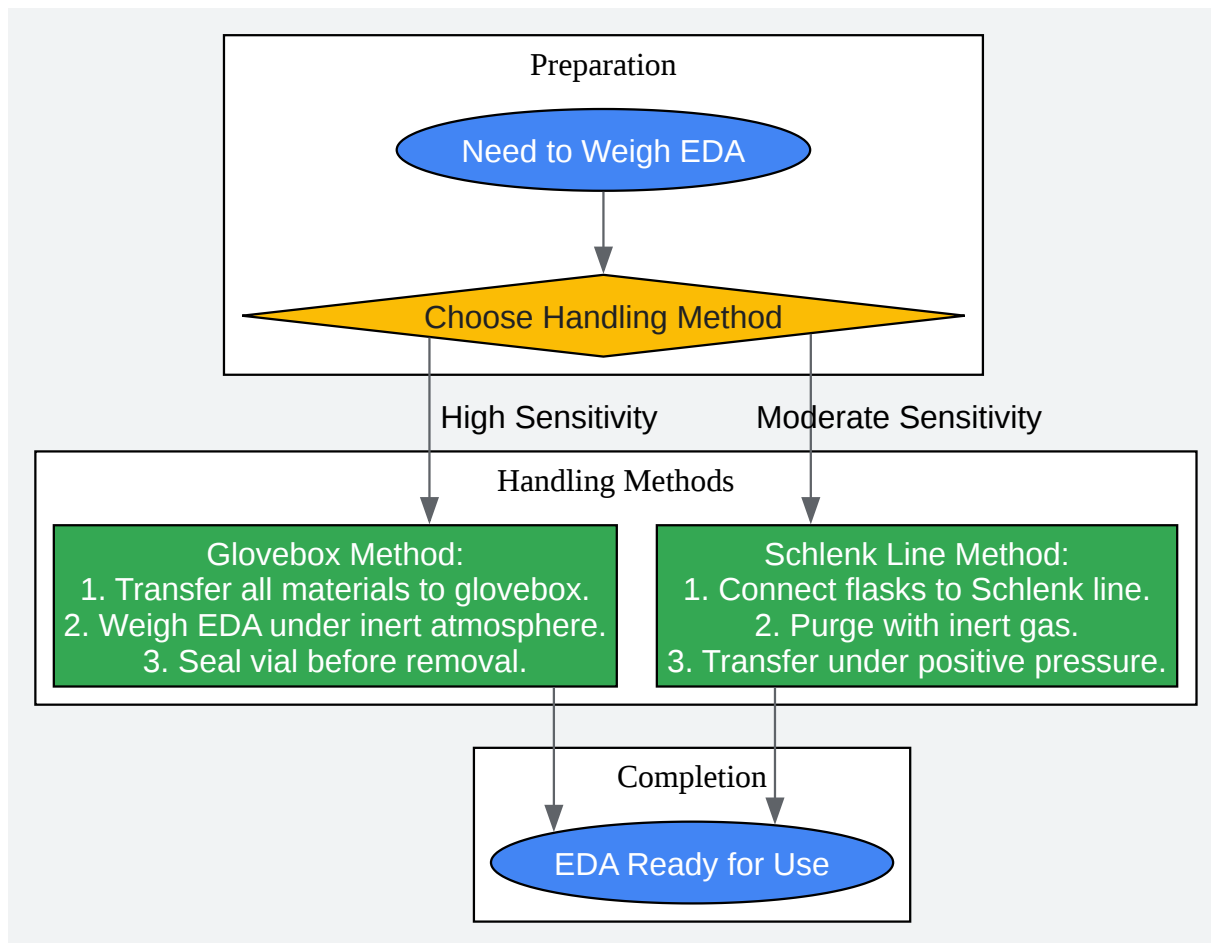 Preparation
Need to Weigh EDA
Choose Handling Method
High Sensitivity
Moderate Sensitivity
Handling Methods
Glovebox Method:
1. Transfer all materials to glovebox.
2. Weigh EDA under inert atmosphere.
3. Seal vial before removal.
Schlenk Line Method:
1. Connect flasks to Schlenk line.
2. Purge with inert gas.
3. Transfer under positive pressure.
Completion
EDA Ready for Use